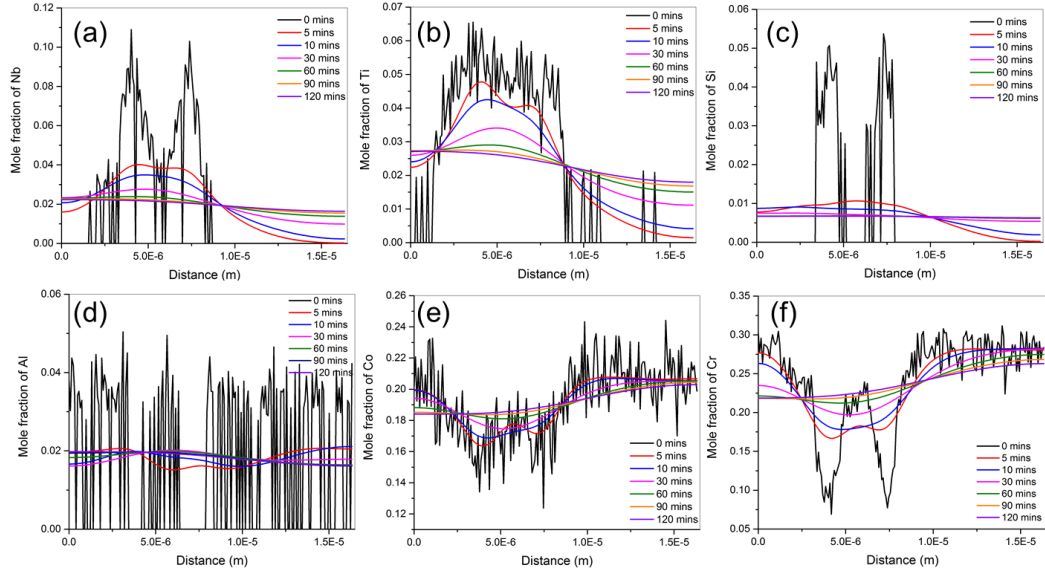 (a)
0 mins
5 mins
10 mins
30 mins
60 mins
90 mins
120 mins
Mole fraction of Nb
0.12
0.10
0.08
0.06
0.04
0.02
0.00
0.0
5.0E-6
1.0E-5
1.5E-5
Distance (m)
(b)
0 mins
5 mins
10 mins
30 mins
60 mins
90 mins
120 mins
Mole fraction of Ti
0.07
0.06
0.05
0.04
0.03
0.02
0.01
0.00
0.0
5.0E-6
1.0E-5
1.5E-5
Distance (m)
(c)
0 mins
5 mins
10 mins
30 mins
60 mins
90 mins
120 mins
Mole fraction of Si
0.06
0.05
0.04
0.03
0.02
0.01
0.00
0.0
5.0E-6
1.0E-5
1.5E-5
Distance (m)
(d)
0 mins
5 mins
10 mins
30 mins
60 mins
90 mins
120 mins
Mole fraction of Al
0.06
0.04
0.02
0.00
0.0
5.0E-6
1.0E-5
1.5E-5
Distance (m)
(e)
Mole fraction of Co
0.26
0.24
0.22
0.20
0.18
0.16
0.14
0.12
0 mins
5 mins
10 mins
30 mins
60 mins
90 mins
120 mins
0.0
5.0E-6
1.0E-5
1.5E-5
Distance (m)
(f)
Mole fraction of Cr
0.35
0.30
0.25
0.20
0.15
0.10
0.05
0 mins
5 mins
10 mins
30 mins
60 mins
90 mins
120 mins
0.0
5.0E-6
1.0E-5
1.5E-5
Distance (m)